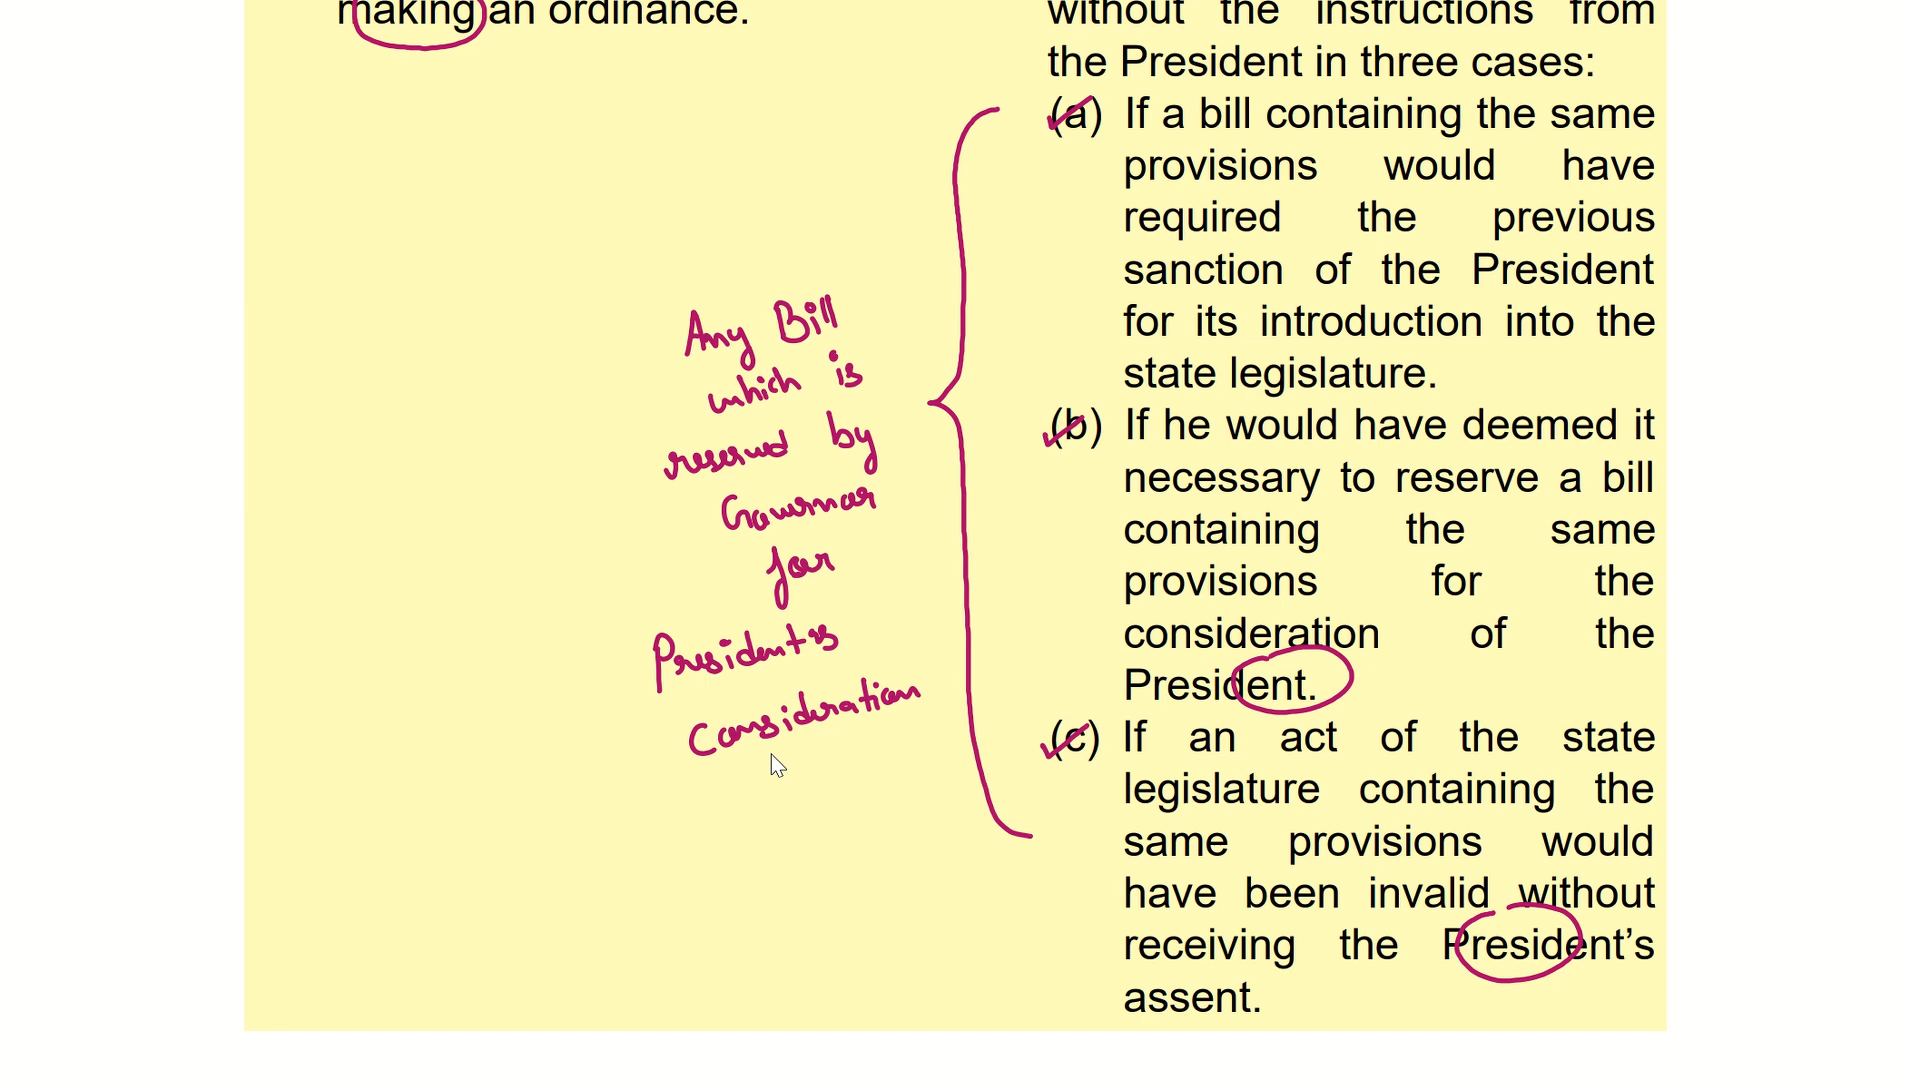 making an ordinance.
without the instructions from
the President in three cases:
(a) If a bill containing the same
provisions would have
required the previous
sanction of the President
for its introduction into the
state legislature.
(b) If he would have deemed it
necessary to reserve a bill
containing the same
provisions for the
consideration of the
President.
(c) If an act of the state
legislature containing the
same provisions would
have been invalid without
receiving the President’s
assent.
Any Bill
which is
reserved by
Governor
for
President's
Consideration